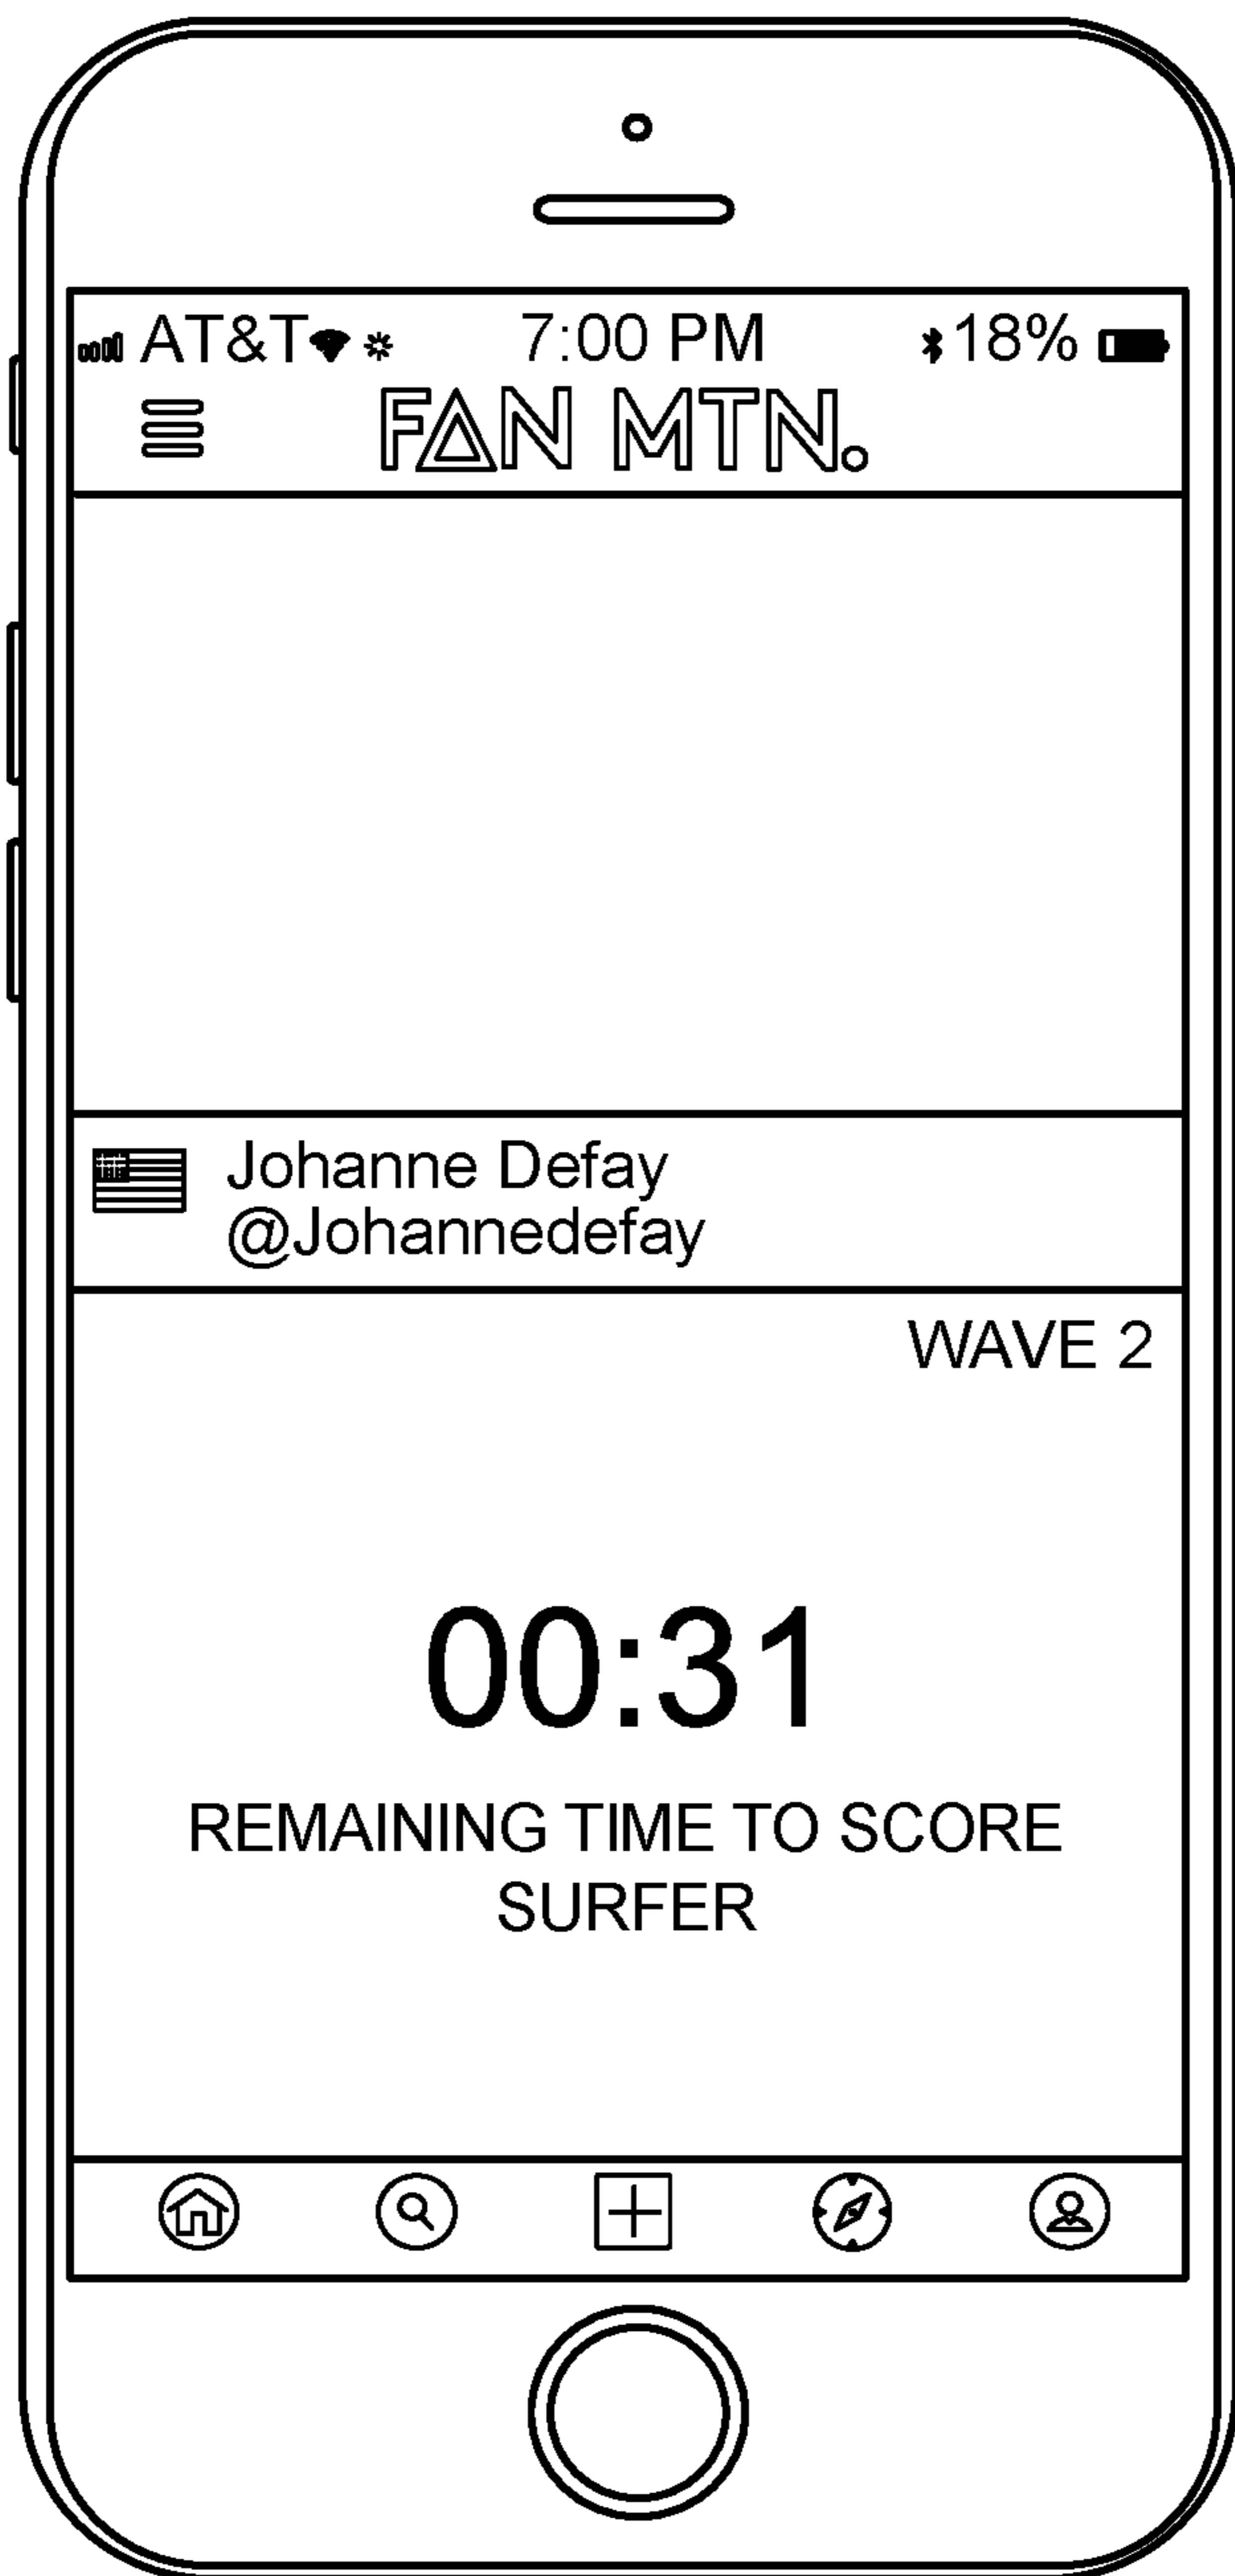 AT&T 7:00 PM 18%
FAN MTN.
Johanne Defay
@Johannedefay
WAVE 2
00:31
REMAINING TIME TO SCORE
SURFER